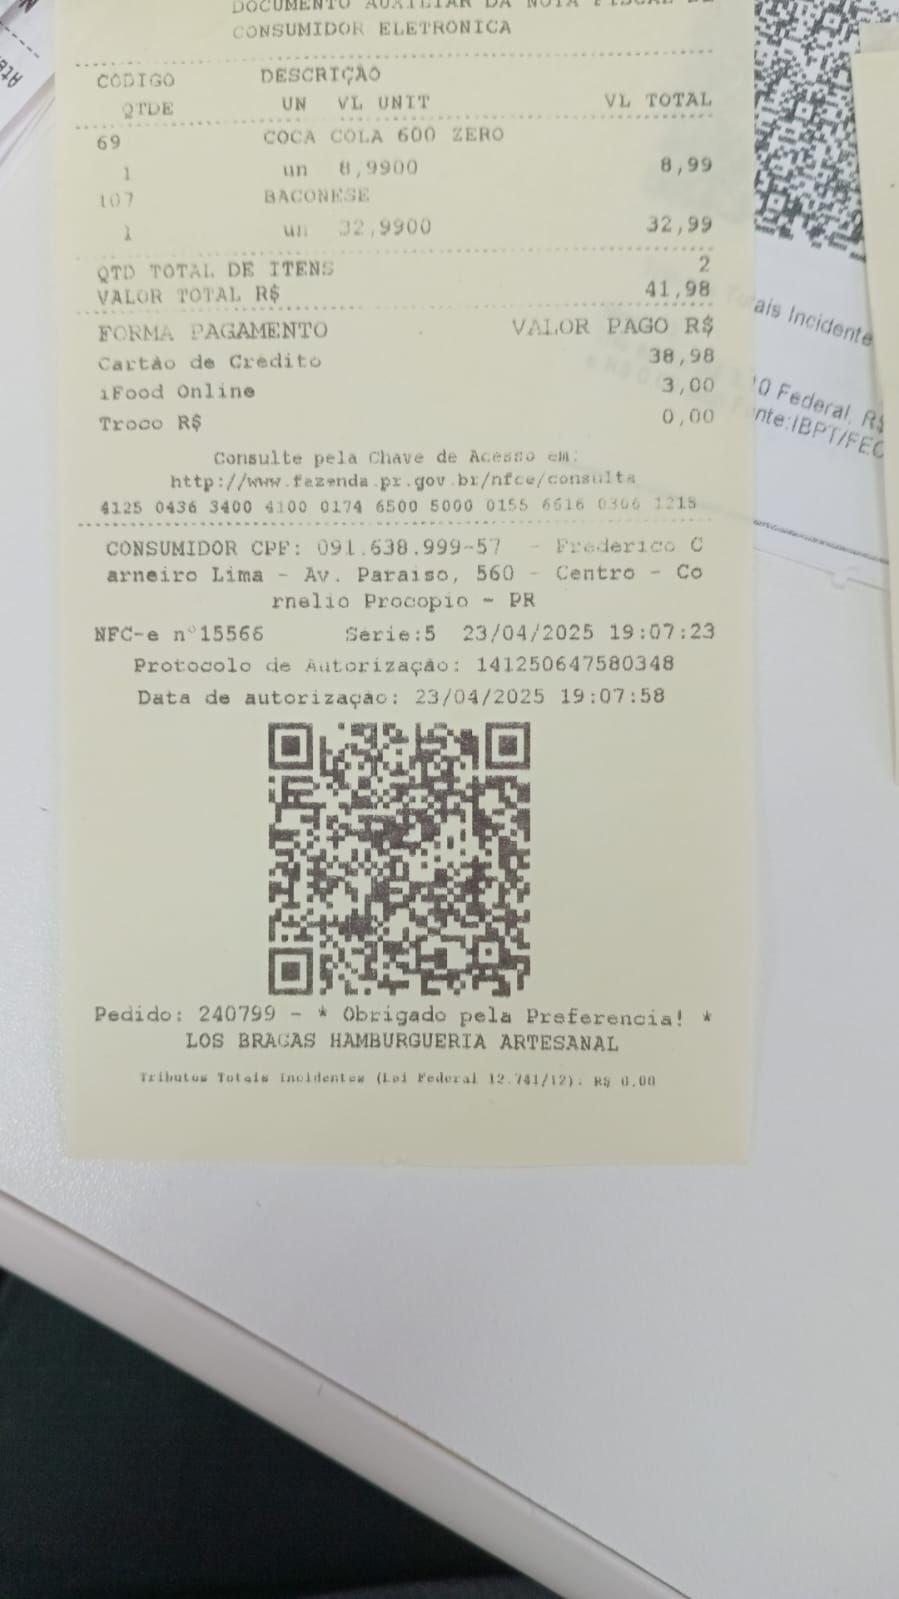 DOCUMENTO AUXILIAR DA NOTA FISCAL DE
CONSUMIDOR ELETRONICA
CODIGO DESCRIÇÃO
QTDE UN VL UNIT VL TOTAL
69 COCA COLA 600 ZERO
1 un 8,9900 8,99
107 BACONESE
1 un 32,9900 32,99
QTD TOTAL DE ITENS 2
VALOR TOTAL R$ 41,98
FORMA PAGAMENTO VALOR PAGO R$
Cartão de Crédito 38,98
iFood Online 3,00
Troco R$ 0,00
Consulte pela Chave de Acesso em:
http://www.fazenda.pr.gov.br/nfce/consulta
4125 0436 3400 4100 0174 6500 5000 0155 6616 0306 1218
CONSUMIDOR CPF: 091.638.999-57 - Frederico C
arneiro Lima - Av. Paraiso, 560 - Centro - Co
rnelio Procopio - PR
NFC-e n°15566 Série:5 23/04/2025 19:07:23
Protocolo de Autorização: 141250647580348
Data de autorização: 23/04/2025 19:07:58
Pedido: 240799 - * Obrigado pela Preferencia! *
LOS BRAGAS HAMBURGUERIA ARTESANAL
Tributos Totais Incidentes (Lei Federal 12.741/12): R$ 0,00
ais Incidente
0 Federal, R$
nte:IBPT/FEC